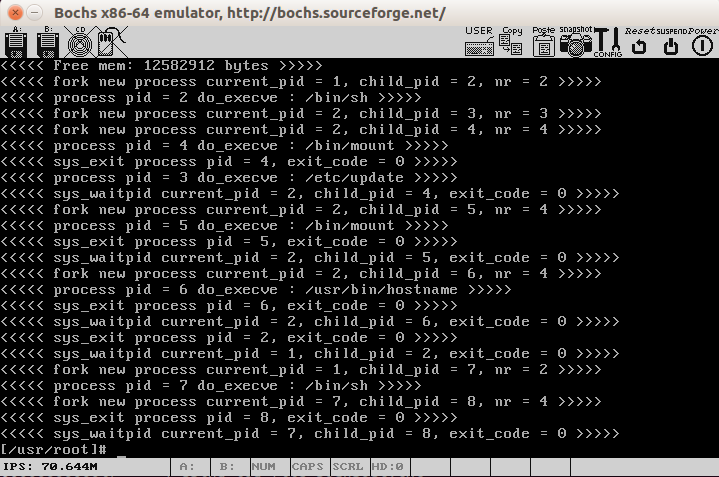 Bochs x86-64 emulator, http://bochs.sourceforge.net/
A: B: CD USER Copy Paste snapshot CONFIG Reset SUSPEND Power
<<<<< Free mem: 12582912 bytes >>>>>
<<<<< fork new process current_pid = 1, child_pid = 2, nr = 2 >>>>>
<<<<< process pid = 2 do_execve : /bin/sh >>>>>
<<<<< fork new process current_pid = 2, child_pid = 3, nr = 3 >>>>>
<<<<< fork new process current_pid = 2, child_pid = 4, nr = 4 >>>>>
<<<<< process pid = 4 do_execve : /bin/mount >>>>>
<<<<< sys_exit process pid = 4, exit_code = 0 >>>>>
<<<<< process pid = 3 do_execve : /etc/update >>>>>
<<<<< sys_waitpid current_pid = 2, child_pid = 4, exit_code = 0 >>>>>
<<<<< fork new process current_pid = 2, child_pid = 5, nr = 4 >>>>>
<<<<< process pid = 5 do_execve : /bin/mount >>>>>
<<<<< sys_exit process pid = 5, exit_code = 0 >>>>>
<<<<< sys_waitpid current_pid = 2, child_pid = 5, exit_code = 0 >>>>>
<<<<< fork new process current_pid = 2, child_pid = 6, nr = 4 >>>>>
<<<<< process pid = 6 do_execve : /usr/bin/hostname >>>>>
<<<<< sys_exit process pid = 6, exit_code = 0 >>>>>
<<<<< sys_waitpid current_pid = 2, child_pid = 6, exit_code = 0 >>>>>
<<<<< sys_exit process pid = 2, exit_code = 0 >>>>>
<<<<< sys_waitpid current_pid = 1, child_pid = 2, exit_code = 0 >>>>>
<<<<< fork new process current_pid = 1, child_pid = 7, nr = 2 >>>>>
<<<<< process pid = 7 do_execve : /bin/sh >>>>>
<<<<< fork new process current_pid = 7, child_pid = 8, nr = 4 >>>>>
<<<<< sys_exit process pid = 8, exit_code = 0 >>>>>
<<<<< sys_waitpid current_pid = 7, child_pid = 8, exit_code = 0 >>>>>
[/usr/root]# _
IPS: 70.644M A: B: NUM CAPS SCRL HD:0